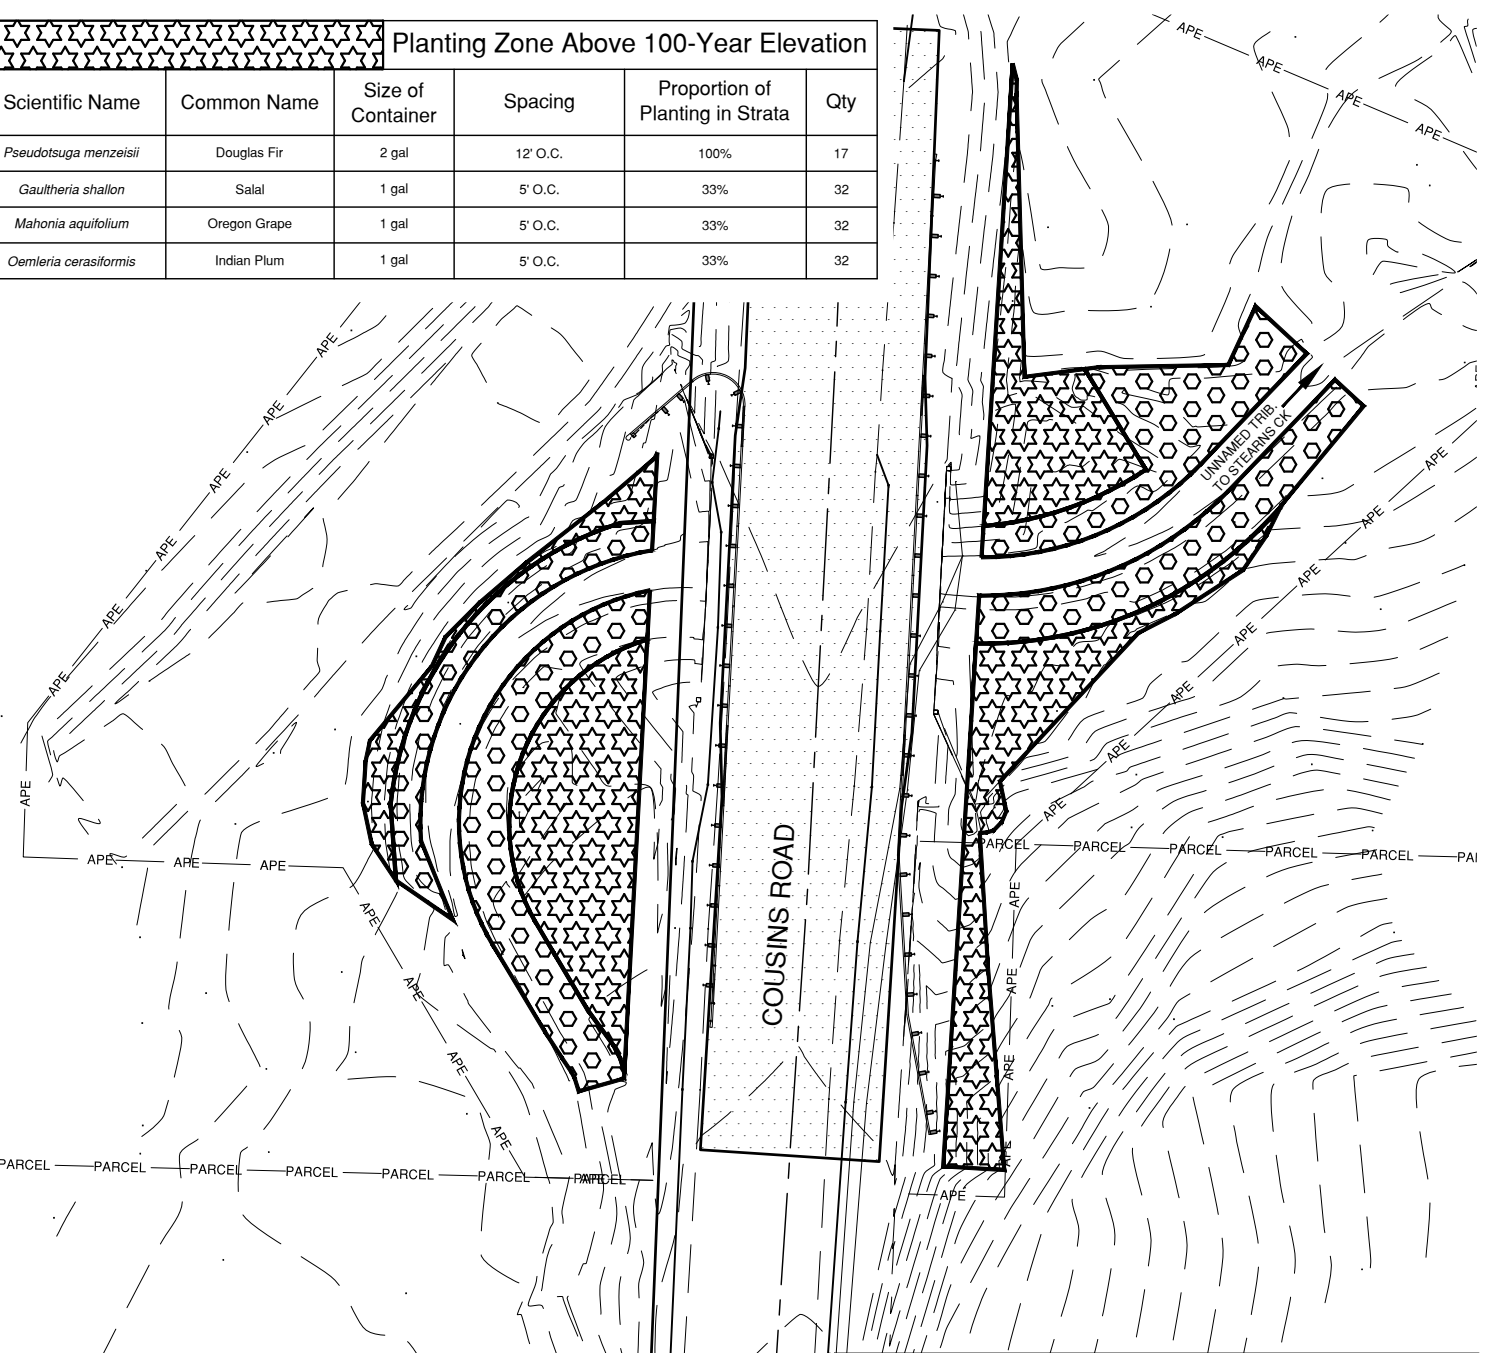 Planting Zone Above 100-Year Elevation
Scientific Name Common Name Size of Container Spacing Proportion of Planting in Strata Qty
Pseudotsuga menzeisii Douglas Fir 2 gal 12' O.C. 100% 17
Gaultheria shallon Salal 1 gal 5' O.C. 33% 32
Mahonia aquifolium Oregon Grape 1 gal 5' O.C. 33% 32
Oemleria cerasiformis Indian Plum 1 gal 5' O.C. 33% 32
APE
APE
APE
APE
APE
APE
APE
APE
APE
APE
APE
APE APE APE
APE
APE
APE
APE
UNNAMED TRIB.
TO STEARNS CK
APE
APE
APE
APE
APE
APE
APE
APE
COUSINS ROAD
PARCEL PARCEL PARCEL PARCEL PARCEL PA
APE
APE
APE
APE
APE
PARCEL PARCEL PARCEL PARCEL PARCEL PARCEL PARCEL
APE